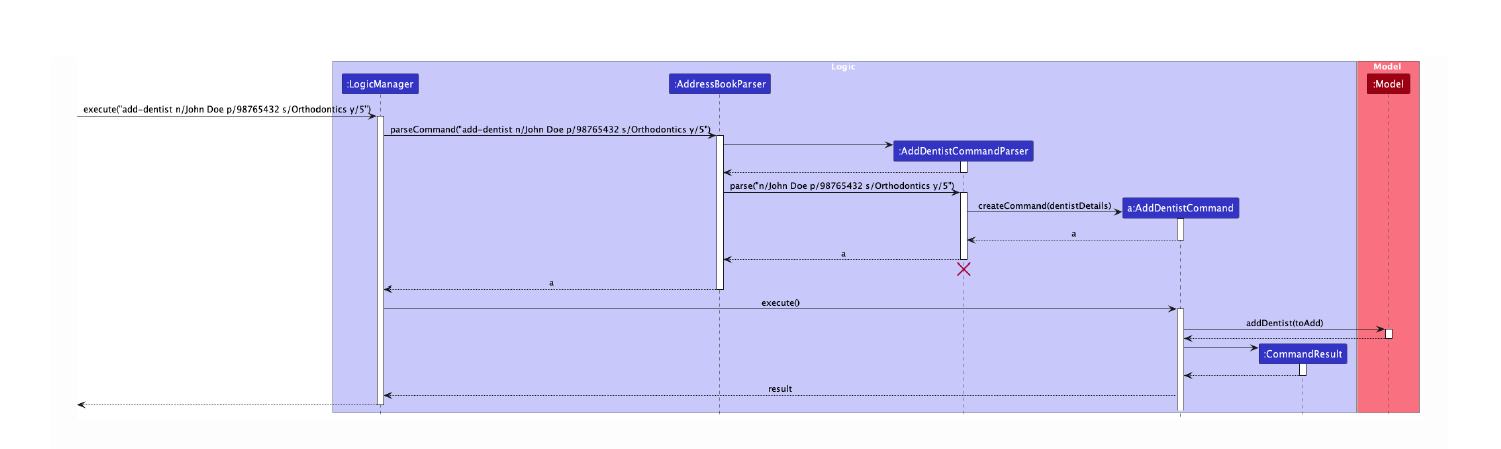 Logic
Model
:LogicManager
:AddressBookParser
:Model
execute("add-dentist n/John Doe p/98765432 s/Orthodontics y/5")
parseCommand("add-dentist n/John Doe p/98765432 s/Orthodontics y/5")
:AddDentistCommandParser
parse("n/John Doe p/98765432 s/Orthodontics y/5")
createCommand(dentistDetails)
a:AddDentistCommand
a
a
a
execute()
addDentist(toAdd)
:CommandResult
result